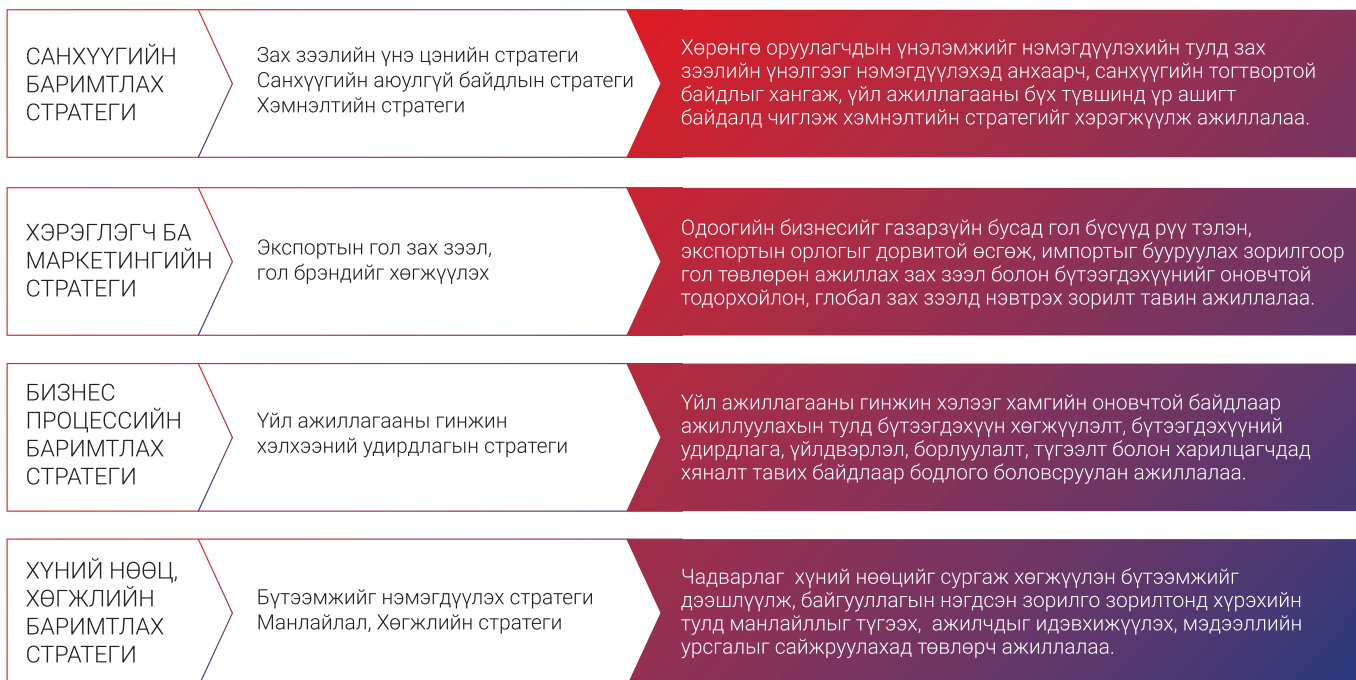 САНХҮҮГИЙН
БАРИМТЛАХ
СТРАТЕГИ
Зах зээлийн үнэ цэнийн стратеги
Санхүүгийн аюулгүй байдлын стратеги
Хэмнэлтийн стратеги
Хөрөнгө оруулагчдын үнэлэмжийг нэмэгдүүлэхийн тулд зах
зээлийн үнэлгээг нэмэгдүүлэхэд анхаарч, санхүүгийн тогтвортой
байдлыг хангаж, үйл ажиллагааны бүх түвшинд үр ашигт
байдалд чиглэж хэмнэлтийн стратегийг хэрэгжүүлж ажиллалаа.
ХЭРЭГЛЭГЧ БА
МАРКЕТИНГИЙН
СТРАТЕГИ
Экспортын гол зах зээл,
гол брэндийг хөгжүүлэх
Одоогийн бизнесийг газарзүйн бусад гол бүсүүд рүү тэлэн,
экспортын орлогыг дорвитой өсгөж, импортыг бууруулах зорилгоор
гол төвлөрөн ажиллах зах зээл болон бүтээгдэхүүнийг оновчтой
тодорхойлон, глобал зах зээлд нэвтрэх зорилт тавин ажиллалаа.
БИЗНЕС
ПРОЦЕССИЙН
БАРИМТЛАХ
СТРАТЕГИ
Үйл ажиллагааны гинжин
хэлхээний удирдлагын стратеги
Үйл ажиллагааны гинжин хэлээг хамгийн оновчтой байдлаар
ажиллуулахын тулд бүтээгдэхүүн хөгжүүлэлт, бүтээгдэхүүний
удирдлага, үйлдвэрлэл, борлуулалт, түгээлт болон харилцагчдад
хяналт тавих байдлаар бодлого боловсруулан ажиллалаа.
ХҮНИЙ НӨӨЦ,
ХӨГЖЛИЙН
БАРИМТЛАХ
СТРАТЕГИ
Бүтээмжийг нэмэгдүүлэх стратеги
Манлайлал, Хөгжлийн стратеги
Чадварлаг хүний нөөцийг сургаж хөгжүүлэн бүтээмжийг
дээшлүүлж, байгууллагын нэгдсэн зорилго зорилтонд хүрэхийн
тулд манлайллыг түгээх, ажилчдыг идэвхижүүлэх, мэдээллийн
урсгалыг сайжруулахад төвлөрч ажиллалаа.